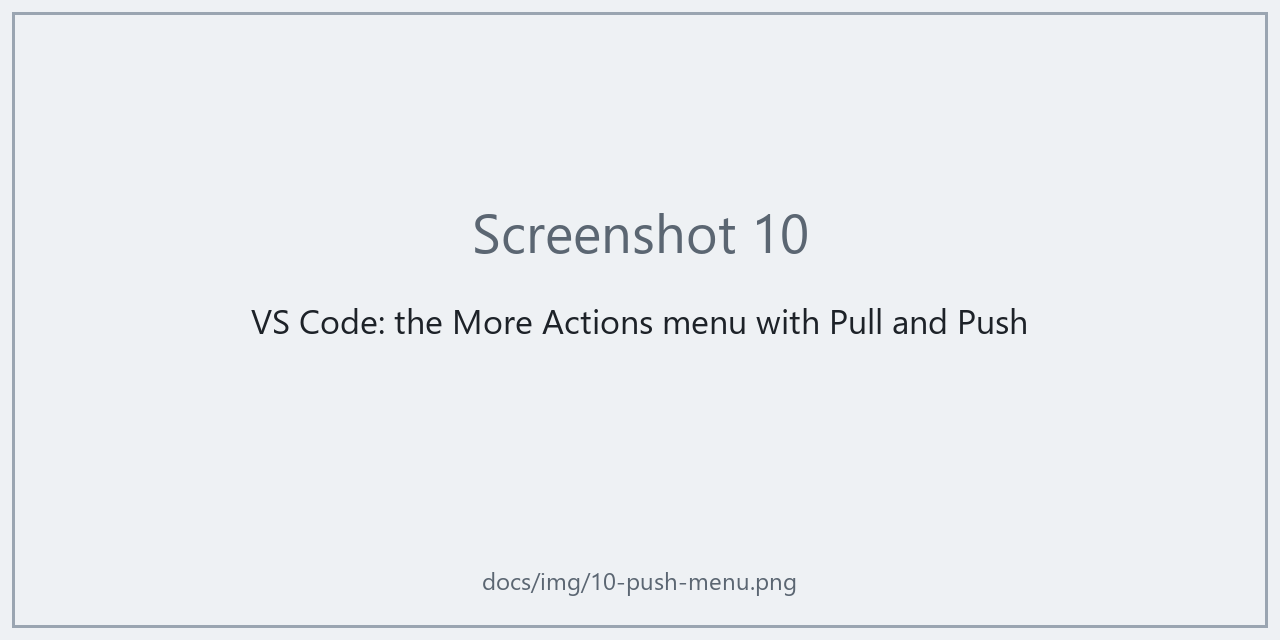 Screenshot 10
VS Code: the More Actions menu with Pull and Push
docs/img/10-push-menu.png